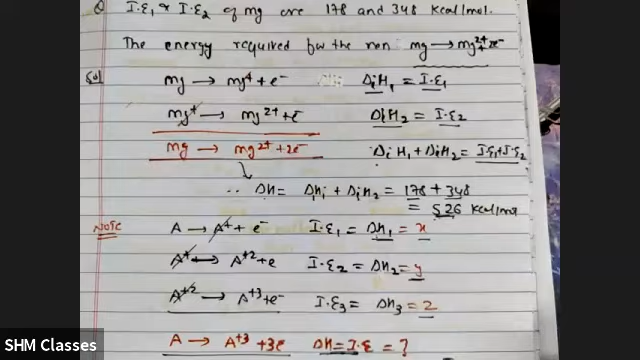 Q I.E₁ & I.E₂ of mg are 178 and 348 Kcal/mol.
The energy required for the rxn : mg → mg²⁺ + 2e⁻
Sol mg → mg⁺ + e⁻ ΔiH₁ = I.E₁
mg⁺ → mg²⁺ + e⁻ ΔiH₂ = I.E₂
mg → mg²⁺ + 2e⁻ ∴ ΔiH₁ + ΔiH₂ = I.E₁ + I.E₂
∴ ΔH = ΔH₁ + ΔiH₂ = 178 + 348
= 526 Kcal/mol
NOTE A → A⁺ + e⁻ I.E₁ = ΔH₁ = x
A⁺ → A⁺² + e I.E₂ = ΔH₂ = y
A⁺² → A⁺³ + e⁻ I.E₃ = ΔH₃ = z
A → A⁺³ + 3e ΔH = I.E = ?
SHM Classes